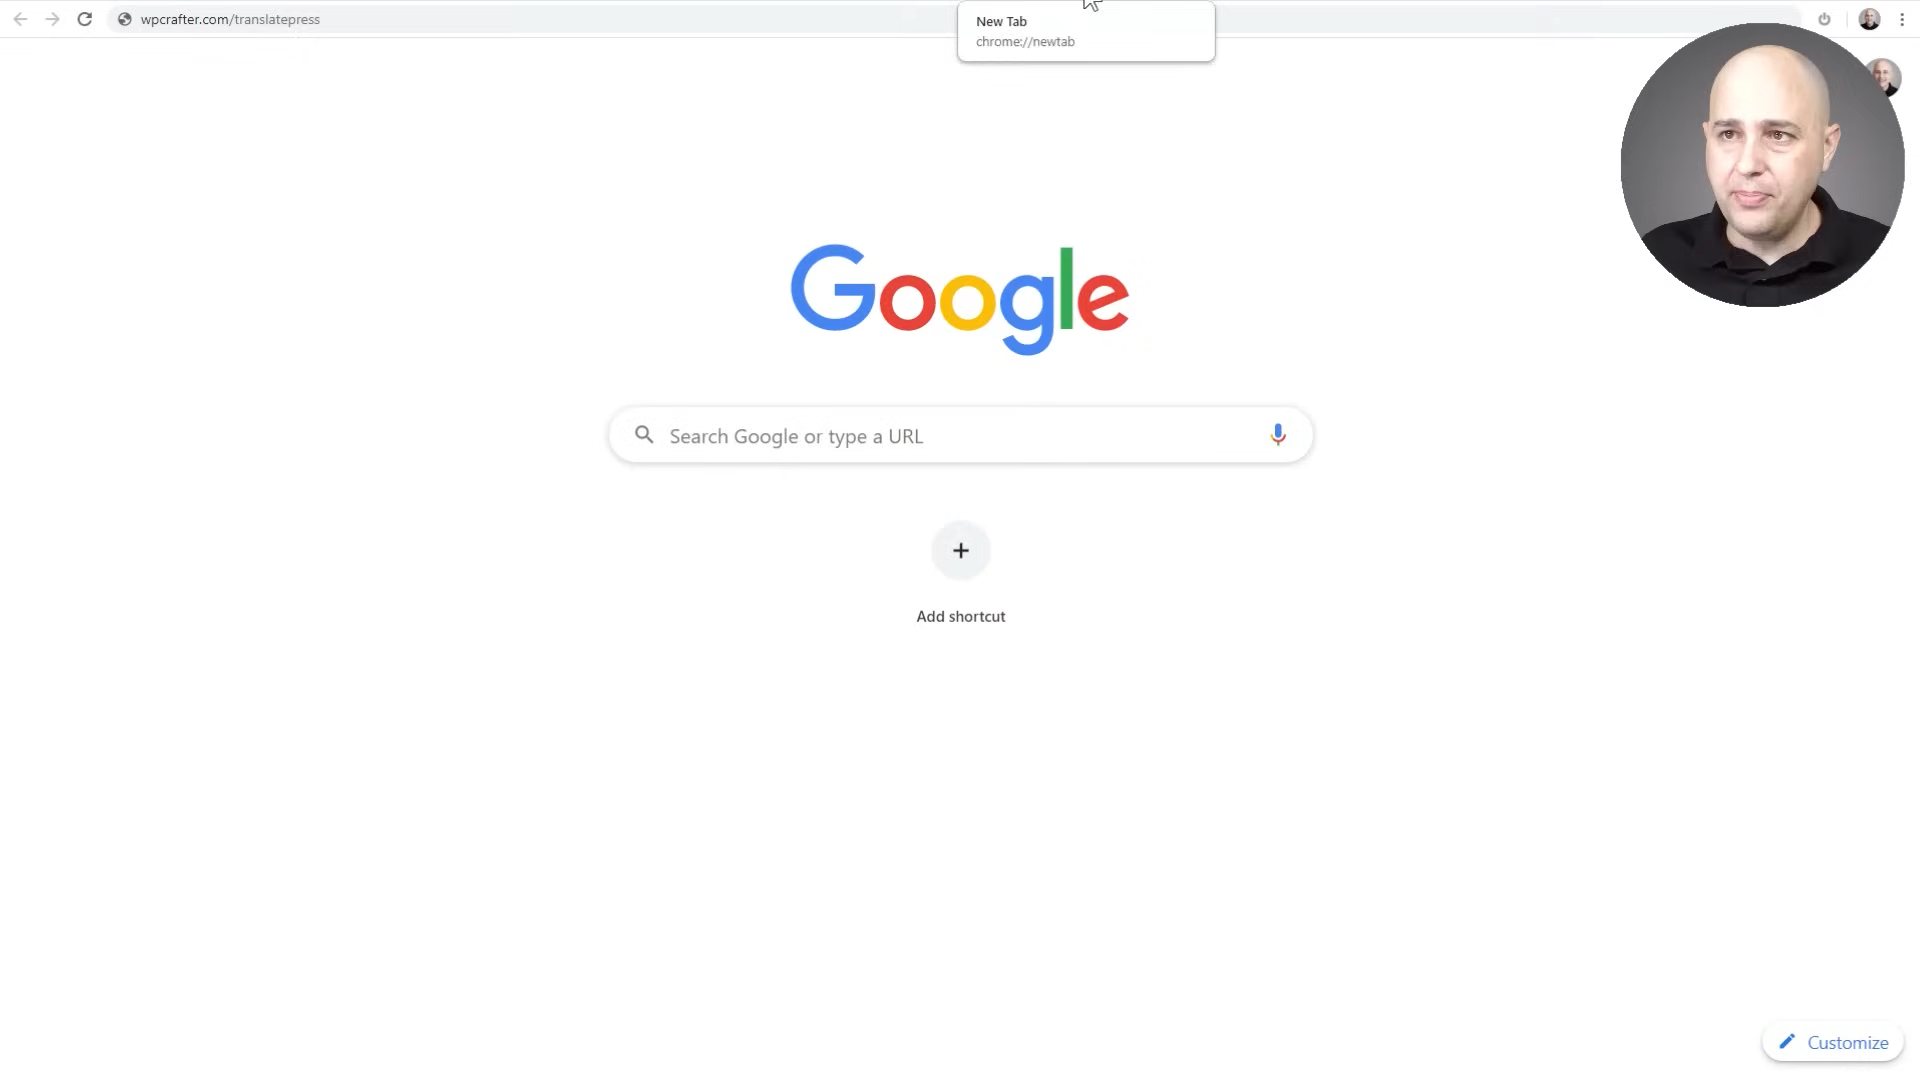 wpcrafter.com/translatepress
New Tab
chrome://newtab
Google
Search Google or type a URL
Add shortcut
Customize